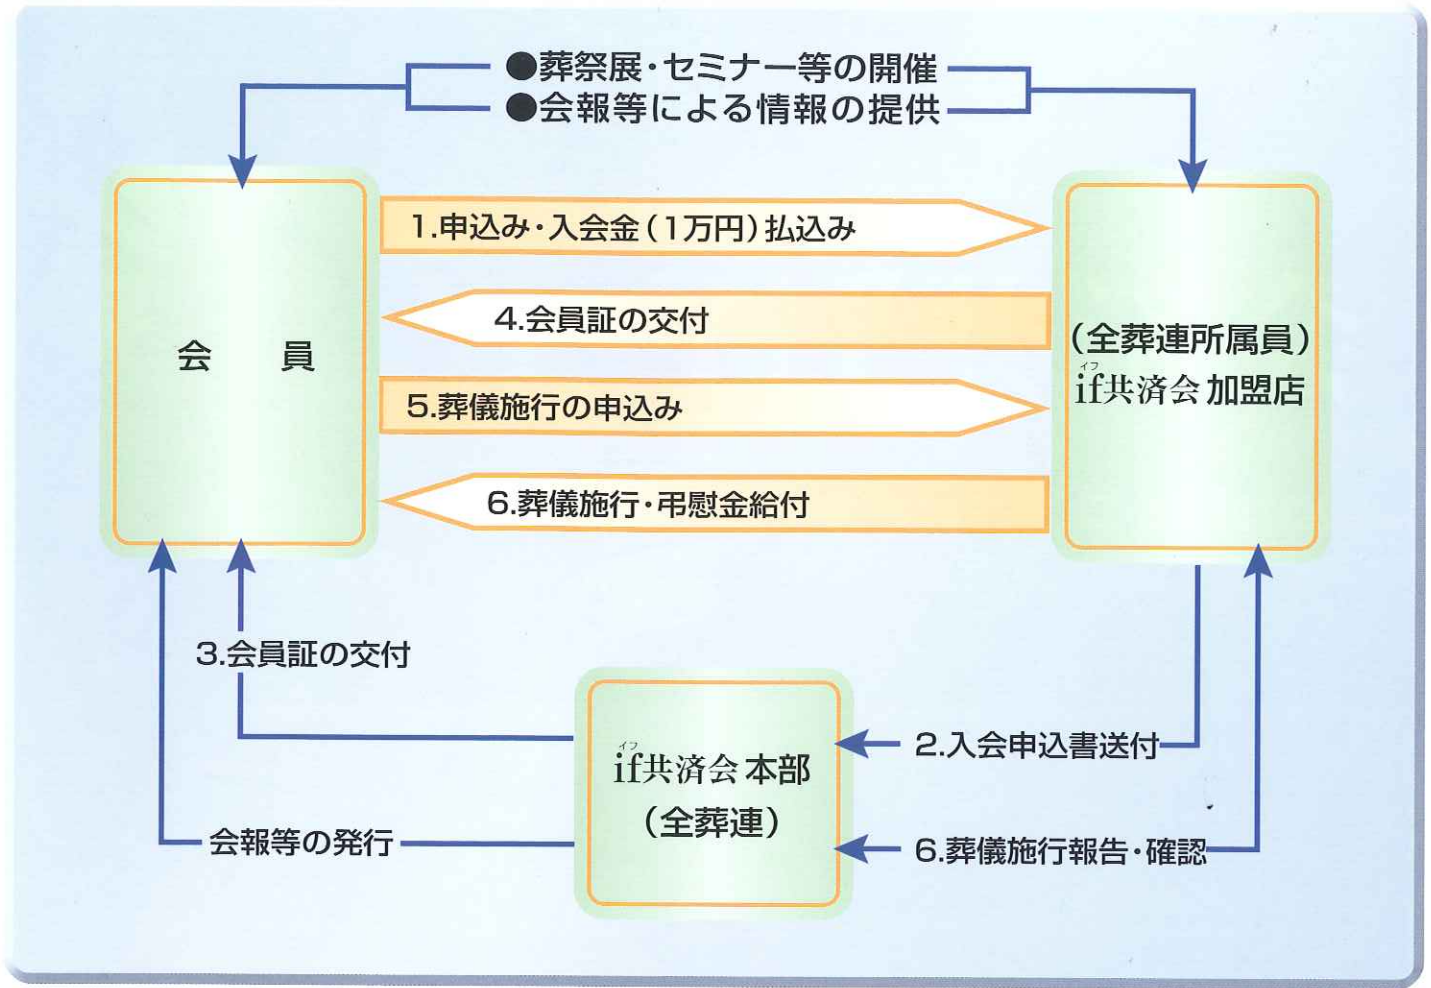 ●葬祭展・セミナー等の開催
●会報等による情報の提供
1.申込み・入会金(1万円)払込み
4.会員証の交付
5.葬儀施行の申込み
6.葬儀施行・弔慰金給付
会 員
(全葬連所属員)
イフ
if共済会 加盟店
3.会員証の交付
2.入会申込書送付
イフ
if共済会 本部
(全葬連)
会報等の発行
6.葬儀施行報告・確認